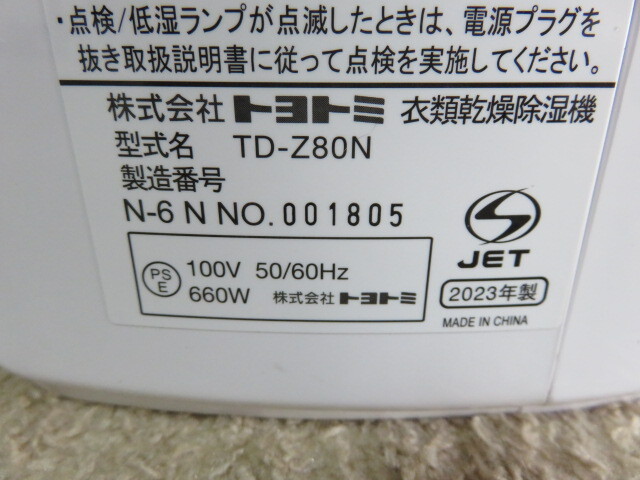 ・点検/低湿ランプが点滅したときは、電源プラグを
抜き取扱説明書に従って点検を実施してください。
株式会社トヨトミ 衣類乾燥除湿機
型式名 TD-Z80N
製造番号
N-6 N NO. 001805
JET
PSE 100V 50/60Hz
660W 株式会社トヨトミ
2023年製
MADE IN CHINA